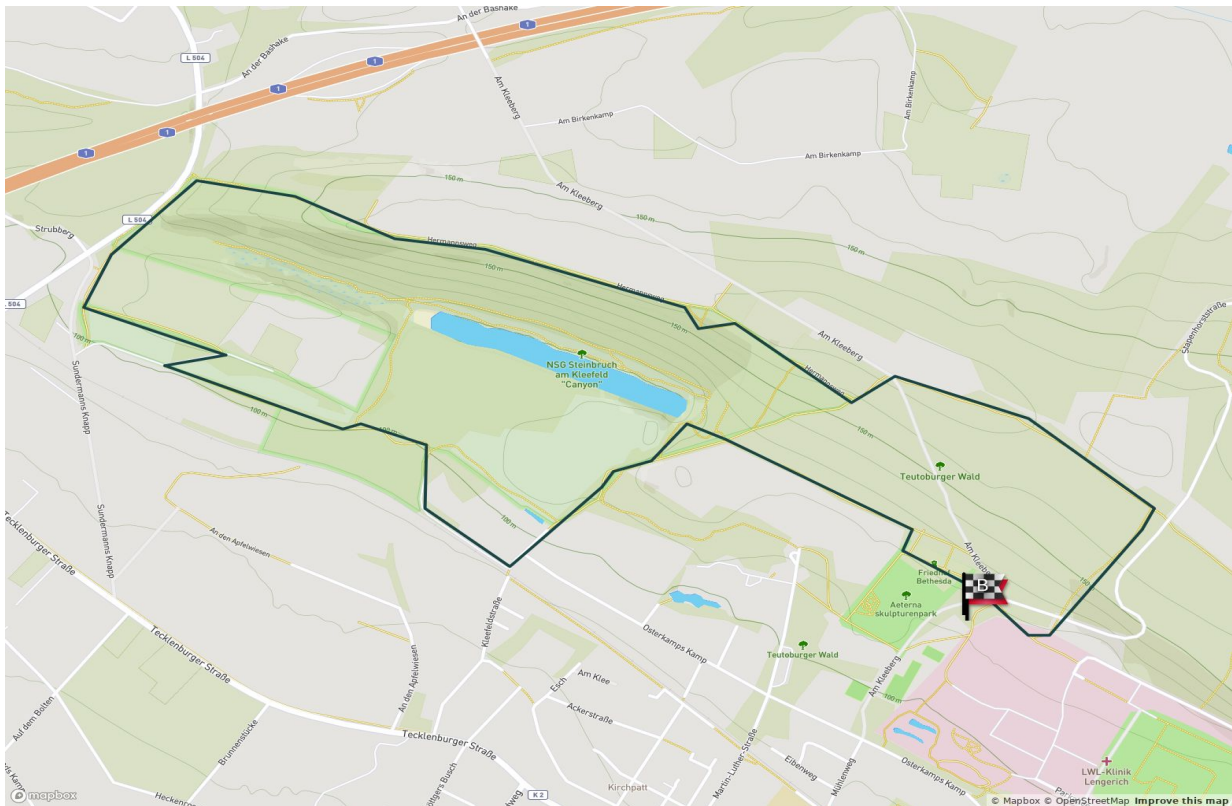 An der Bashake
1
L 504
1
An der Bashake
1
1
Am Kleeberg
Am Birkenkamp
Am Birkenkamp
Am Birkenkamp
1
150 m
Am Kleeberg
150 m
L 504
Strubberg
Hermannsweg
150 m
150 m
Stapenhorststraße
L 504
Hermannsweg
100 m
Am Kleeberg
NSG Steinbruch
am Kleefeld
"Canyon"
Sundermanns Knapp
Hermannsweg
100 m
100 m
150 m
Teutoburger Wald
Sundermanns Knapp
100 m
Tecklenburger Straße
An den Apfelwiesen
Am Kleeberg
Friedhof
Bethesda
B
Aeterna
skulpturenpark
Kleefeldstraße
Osterkamps Kamp
Tecklenburger Straße
An den Apfelwiesen
Teutoburger Wald
Am Kleeberg
Am Klee
Esch
100 m
Auf dem Bolten
Ackerstraße
Brunnenstücke
Tecklenburger Straße
Martin-Luther-Straße
Eibenweg
Mühlenweg
Osterkamps Kamp
LWL-Klinik
Lengerich
Kirchpatt
K 2
mapbox
© Mapbox © OpenStreetMap Improve this map